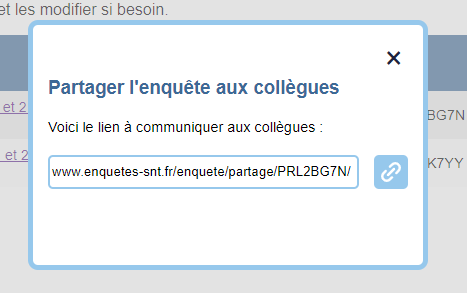 et les modifier si besoin.
Partager l'enquête aux collègues
et 2
BG7N
Voici le lien à communiquer aux collègues :
et 2
K7YY
www.enquetes-snt.fr/enquete/partage/PRL2BG7N/